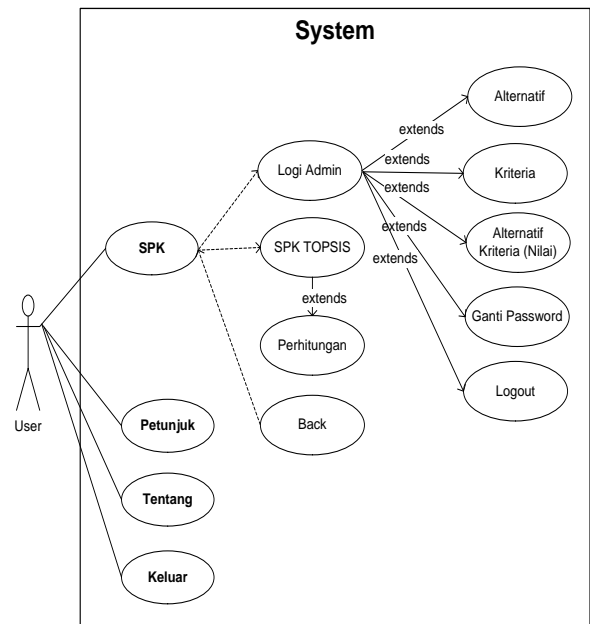 System
Alternatif
extends
Logi Admin
extends
Kriteria
extends
SPK
SPK TOPSIS
extends
Alternatif
Kriteria (Nilai)
extends
extends
Perhitungan
Ganti Password
User
Petunjuk
Back
Logout
Tentang
Keluar